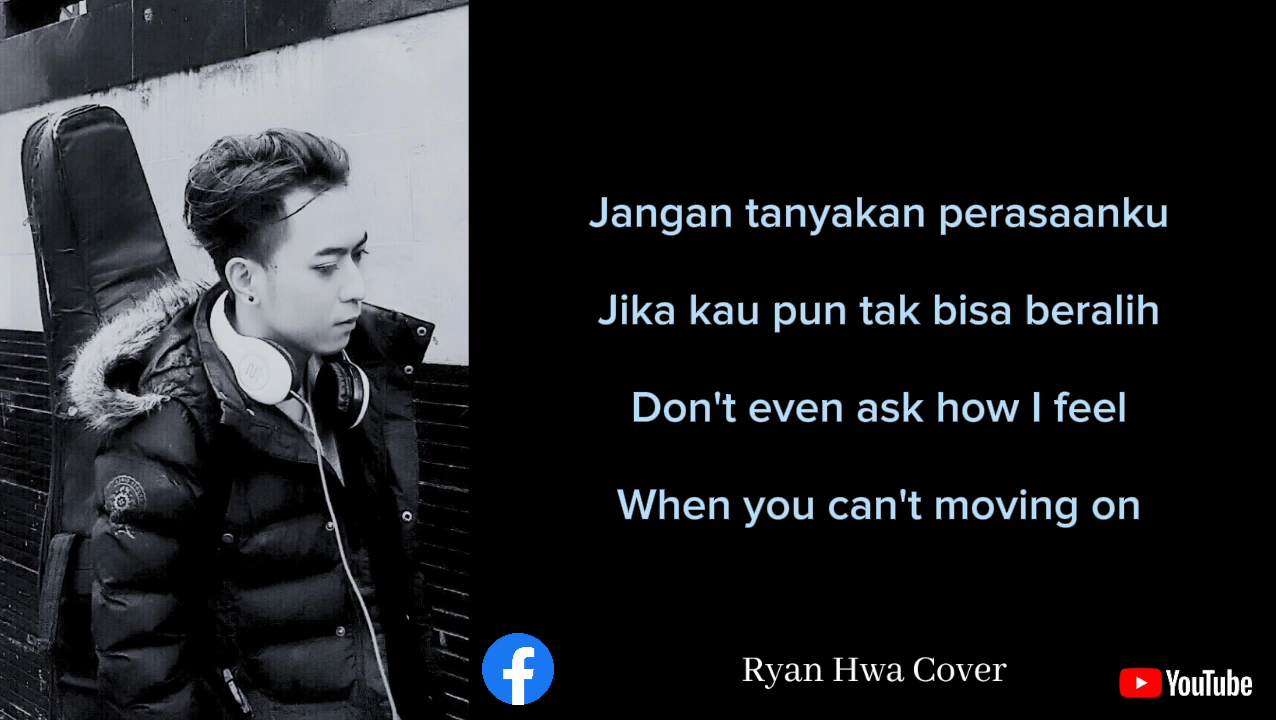 Jangan tanyakan perasaanku
Jika kau pun tak bisa beralih
Don't even ask how I feel
When you can't moving on
Ryan Hwa Cover
YouTube